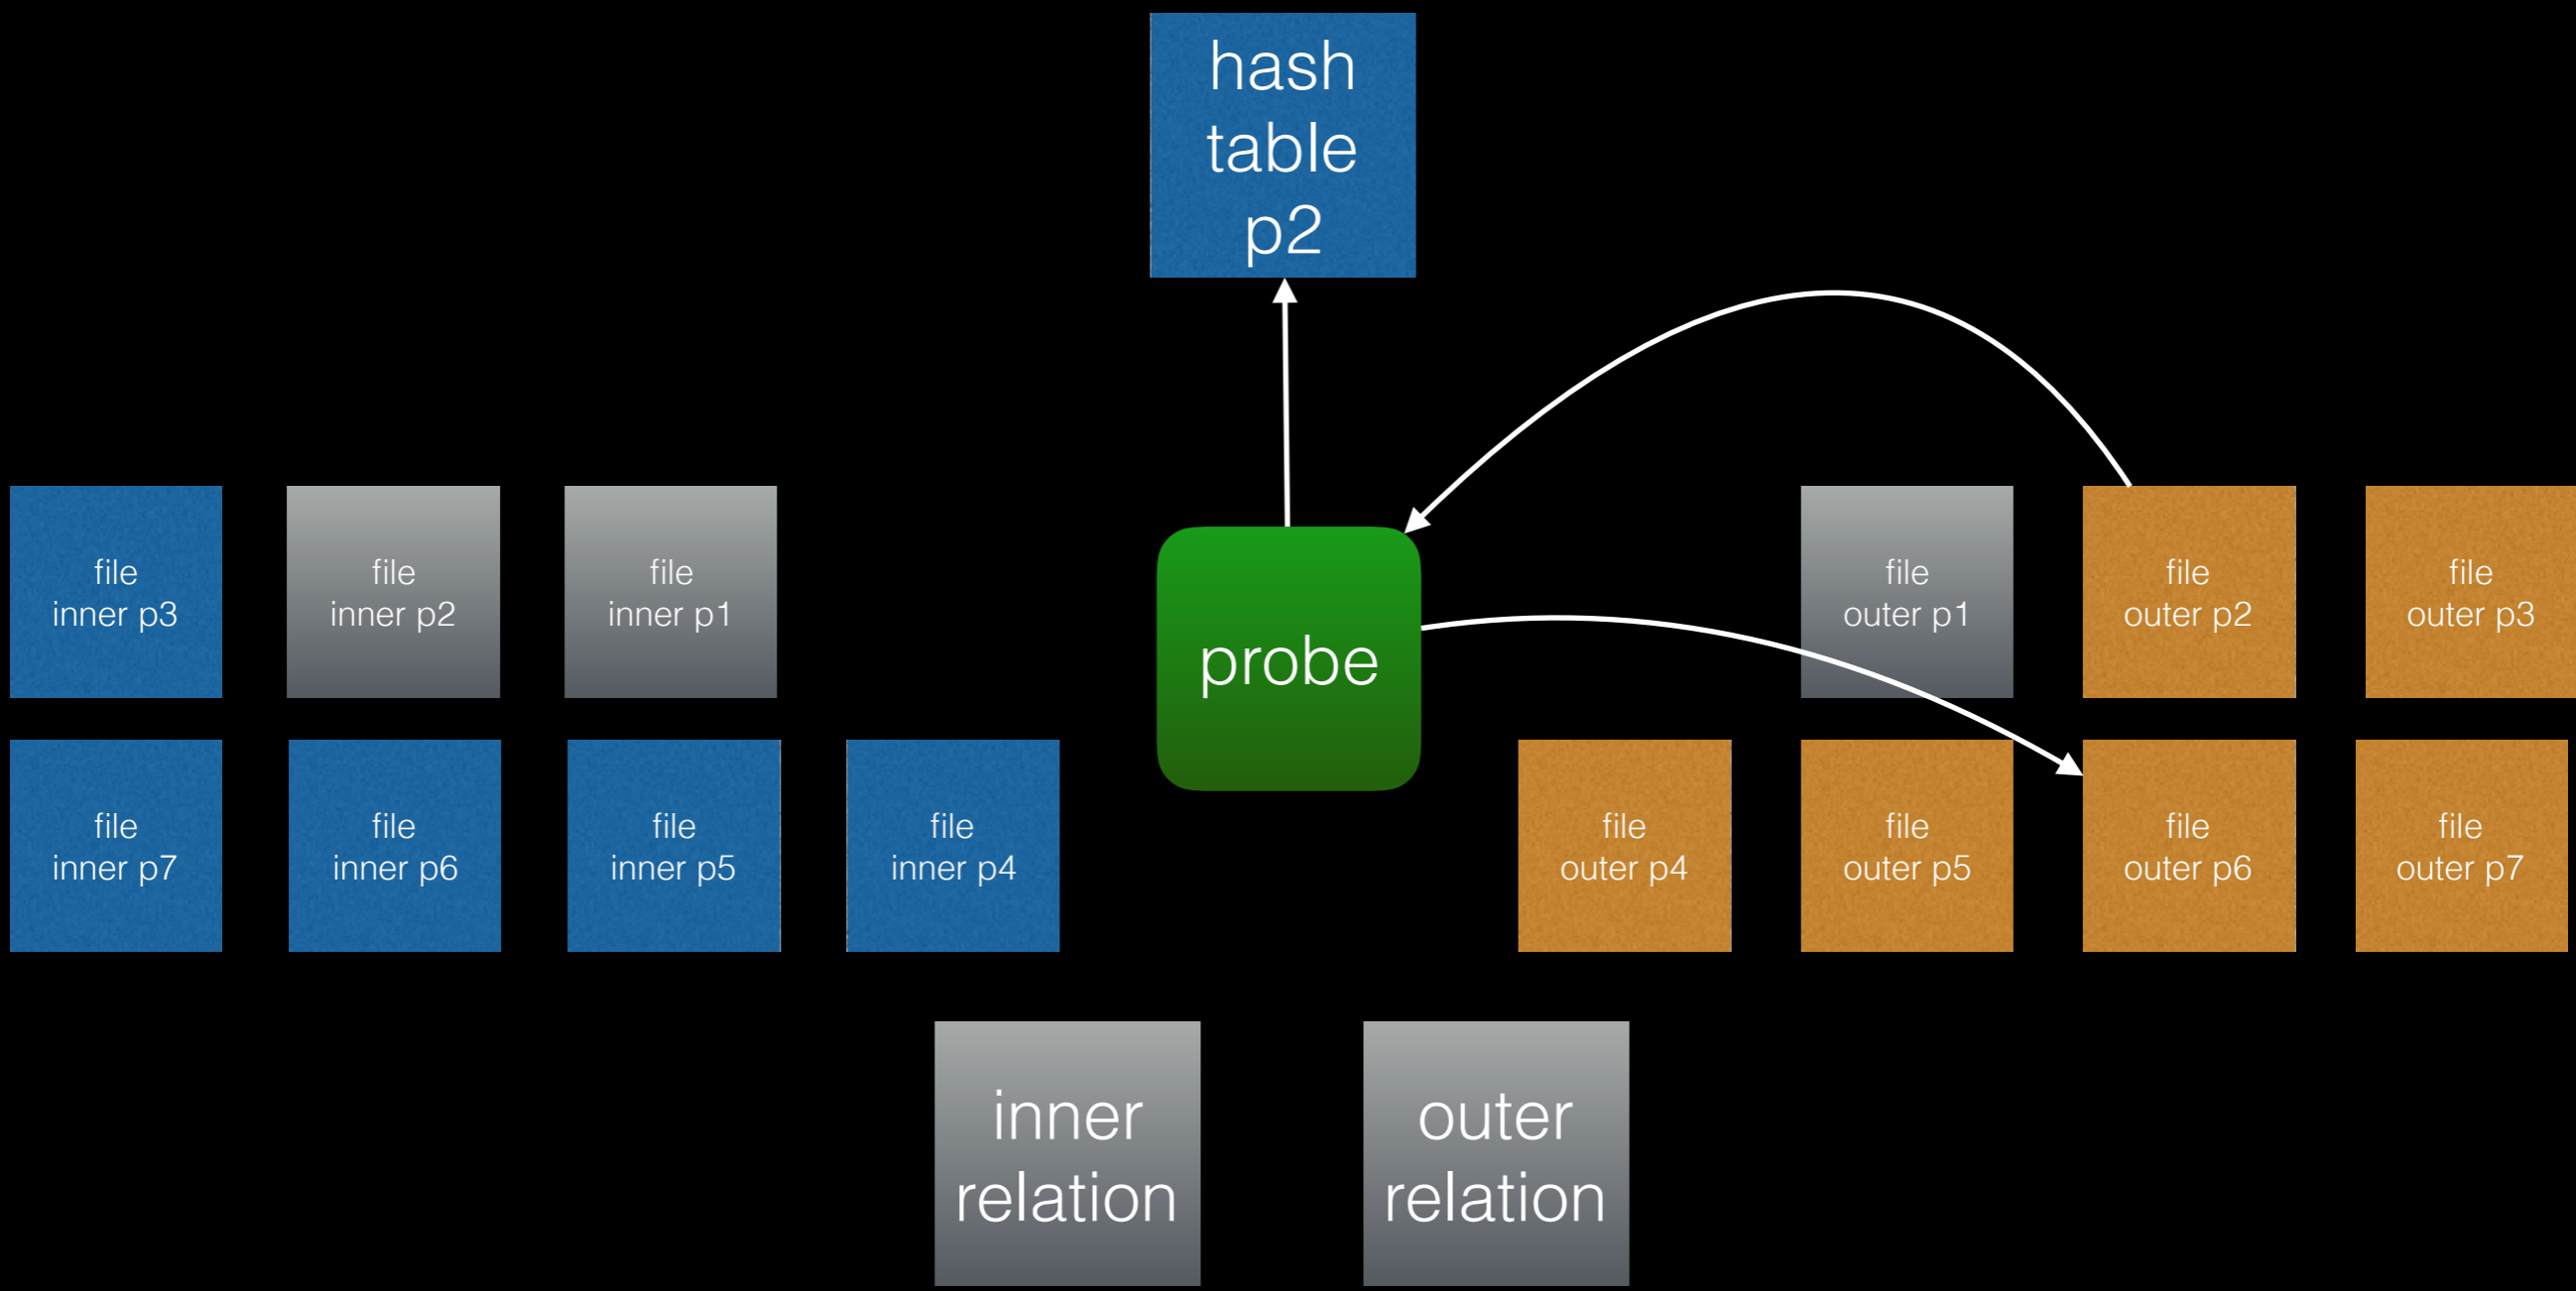 hash
table
p2
file
inner p3
file
inner p2
file
inner p1
probe
file
outer p1
file
outer p2
file
outer p3
file
inner p7
file
inner p6
file
inner p5
file
inner p4
file
outer p4
file
outer p5
file
outer p6
file
outer p7
inner
relation
outer
relation